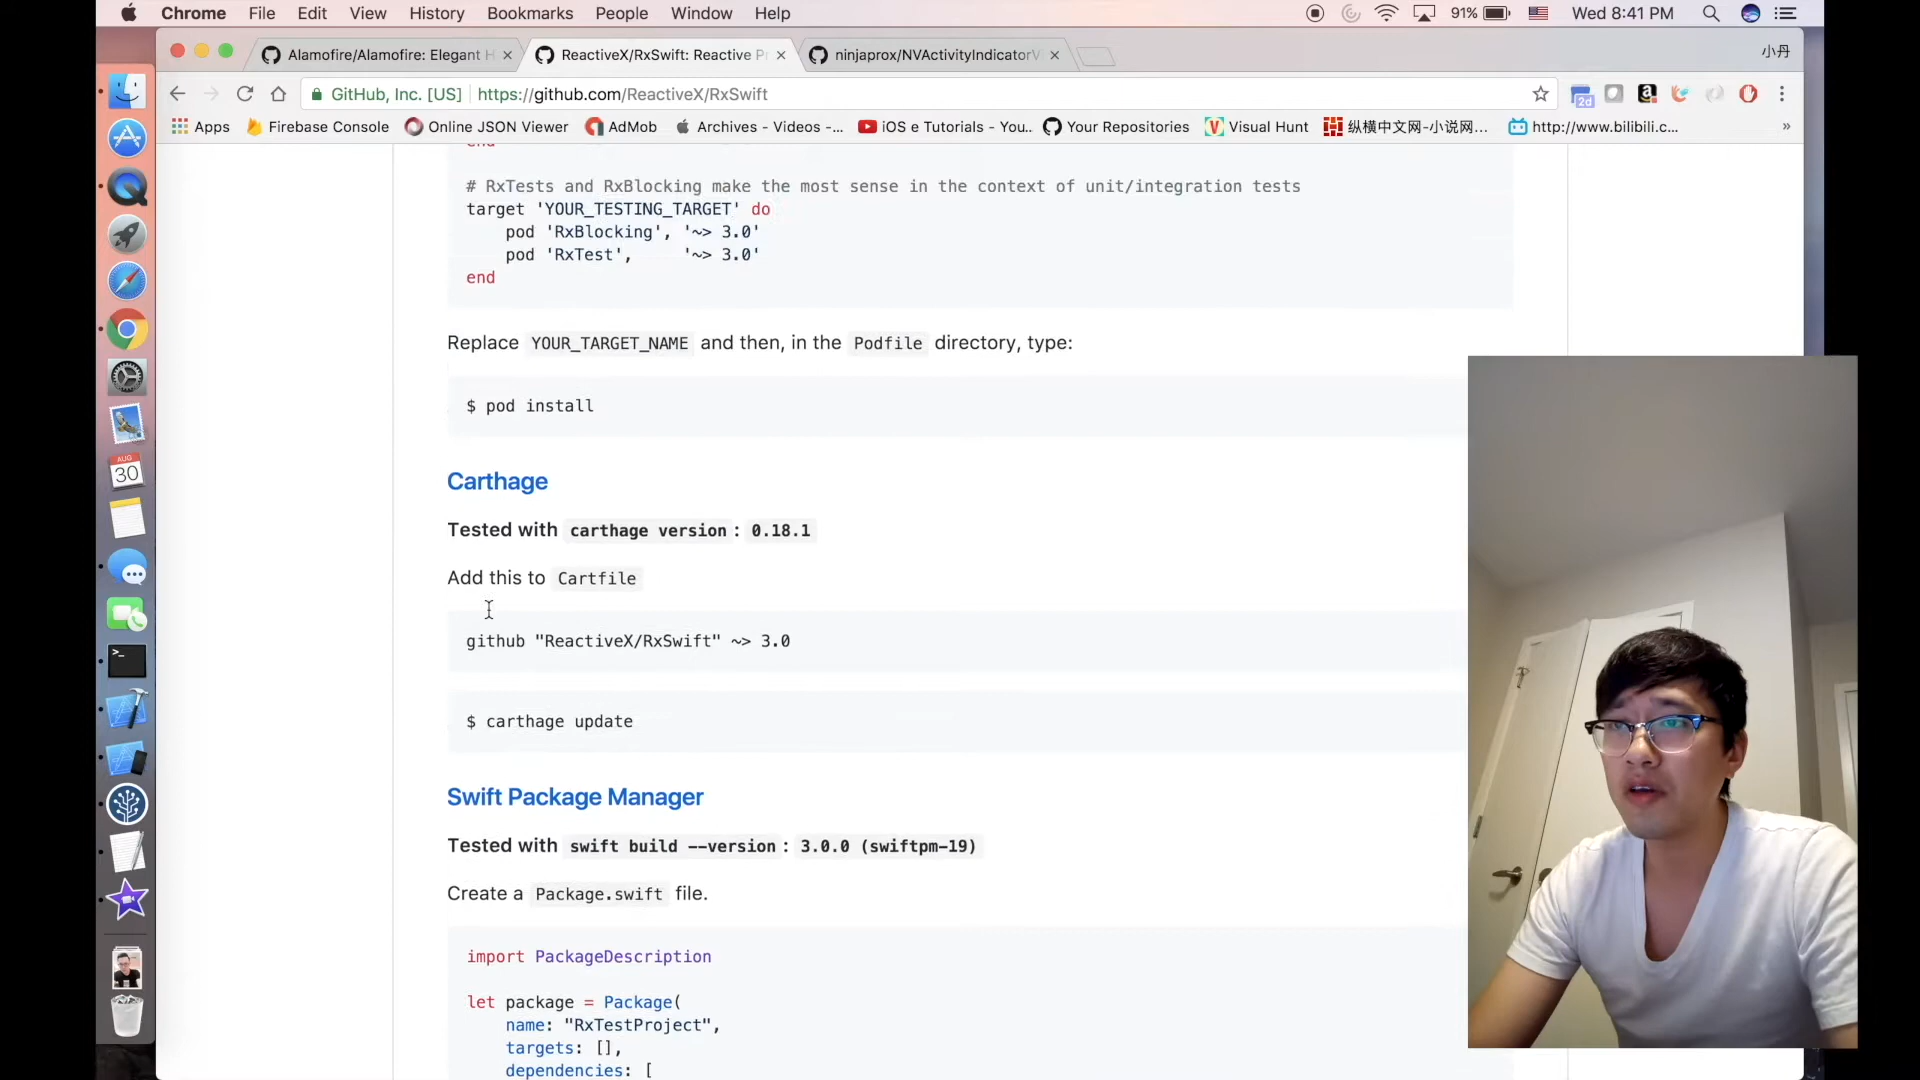 Chrome File Edit View History Bookmarks People Window Help 91% Wed 8:41 PM
Alamofire/Alamofire: Elegant H ReactiveX/RxSwift: Reactive P ninjaprox/NVActivityIndicatorV 小丹
GitHub, Inc. [US] https://github.com/ReactiveX/RxSwift 2d
Apps Firebase Console Online JSON Viewer AdMob Archives - Videos -... iOS e Tutorials - You... Your Repositories Visual Hunt 纵横中文网-小说网... http://www.bilibili.c... »
end
# RxTests and RxBlocking make the most sense in the context of unit/integration tests
target 'YOUR_TESTING_TARGET' do
pod 'RxBlocking', '~> 3.0'
pod 'RxTest', '~> 3.0'
end
Replace YOUR_TARGET_NAME and then, in the Podfile directory, type:
$ pod install
Carthage
Tested with carthage version : 0.18.1
Add this to Cartfile
github "ReactiveX/RxSwift" ~> 3.0
$ carthage update
Swift Package Manager
Tested with swift build --version : 3.0.0 (swiftpm-19)
Create a Package.swift file.
import PackageDescription
let package = Package(
name: "RxTestProject",
targets: [],
dependencies: [
AUG
30